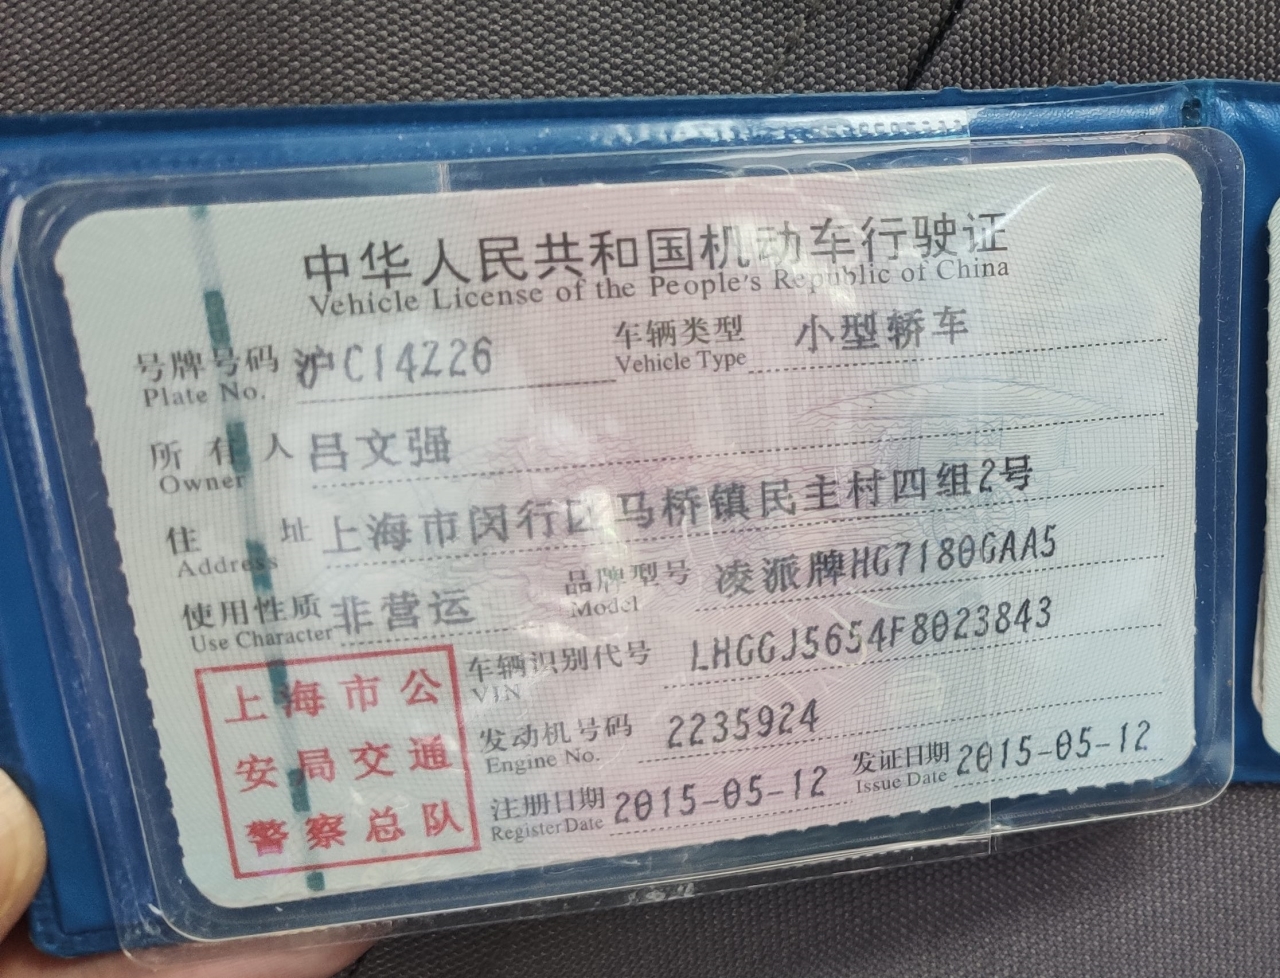 中华人民共和国机动车行驶证
Vehicle License of the People's Republic of China
号牌号码 沪C14Z26 车辆类型 小型轿车
Plate No. Vehicle Type
所有人 吕文强
Owner
住址 上海市闵行区马桥镇民主村四组2号
Address
使用性质 非营运 品牌型号 凌派牌HG7180GAA5
Use Character Model
车辆识别代号 LHGGJ5654F8023843
VIN
发动机号码 2235924
Engine No.
注册日期 2015-05-12 发证日期 2015-05-12
Register Date Issue Date
上海市公
安局交通
警察总队